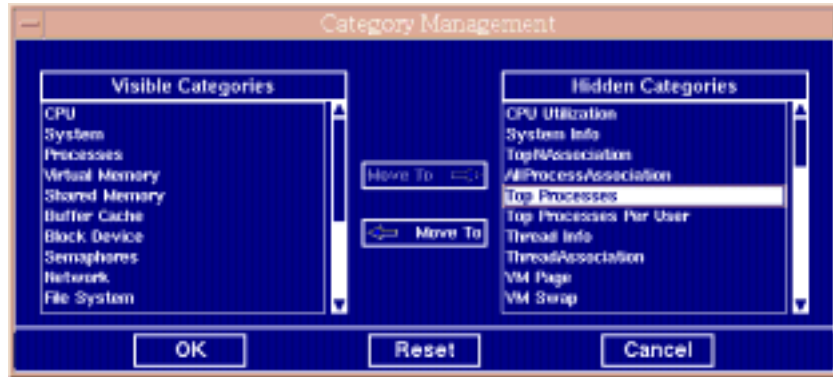 Category Management
Visible Categories
CPU
System
Processes
Virtual Memory
Shared Memory
Buffer Cache
Block Device
Semaphores
Network
File System
Move To
Move To
Hidden Categories
CPU Utilization
System Info
TopNAssociation
AllProcessAssociation
Top Processes
Top Processes Per User
Thread Info
ThreadAssociation
VM Page
VM Swap
OK
Reset
Cancel